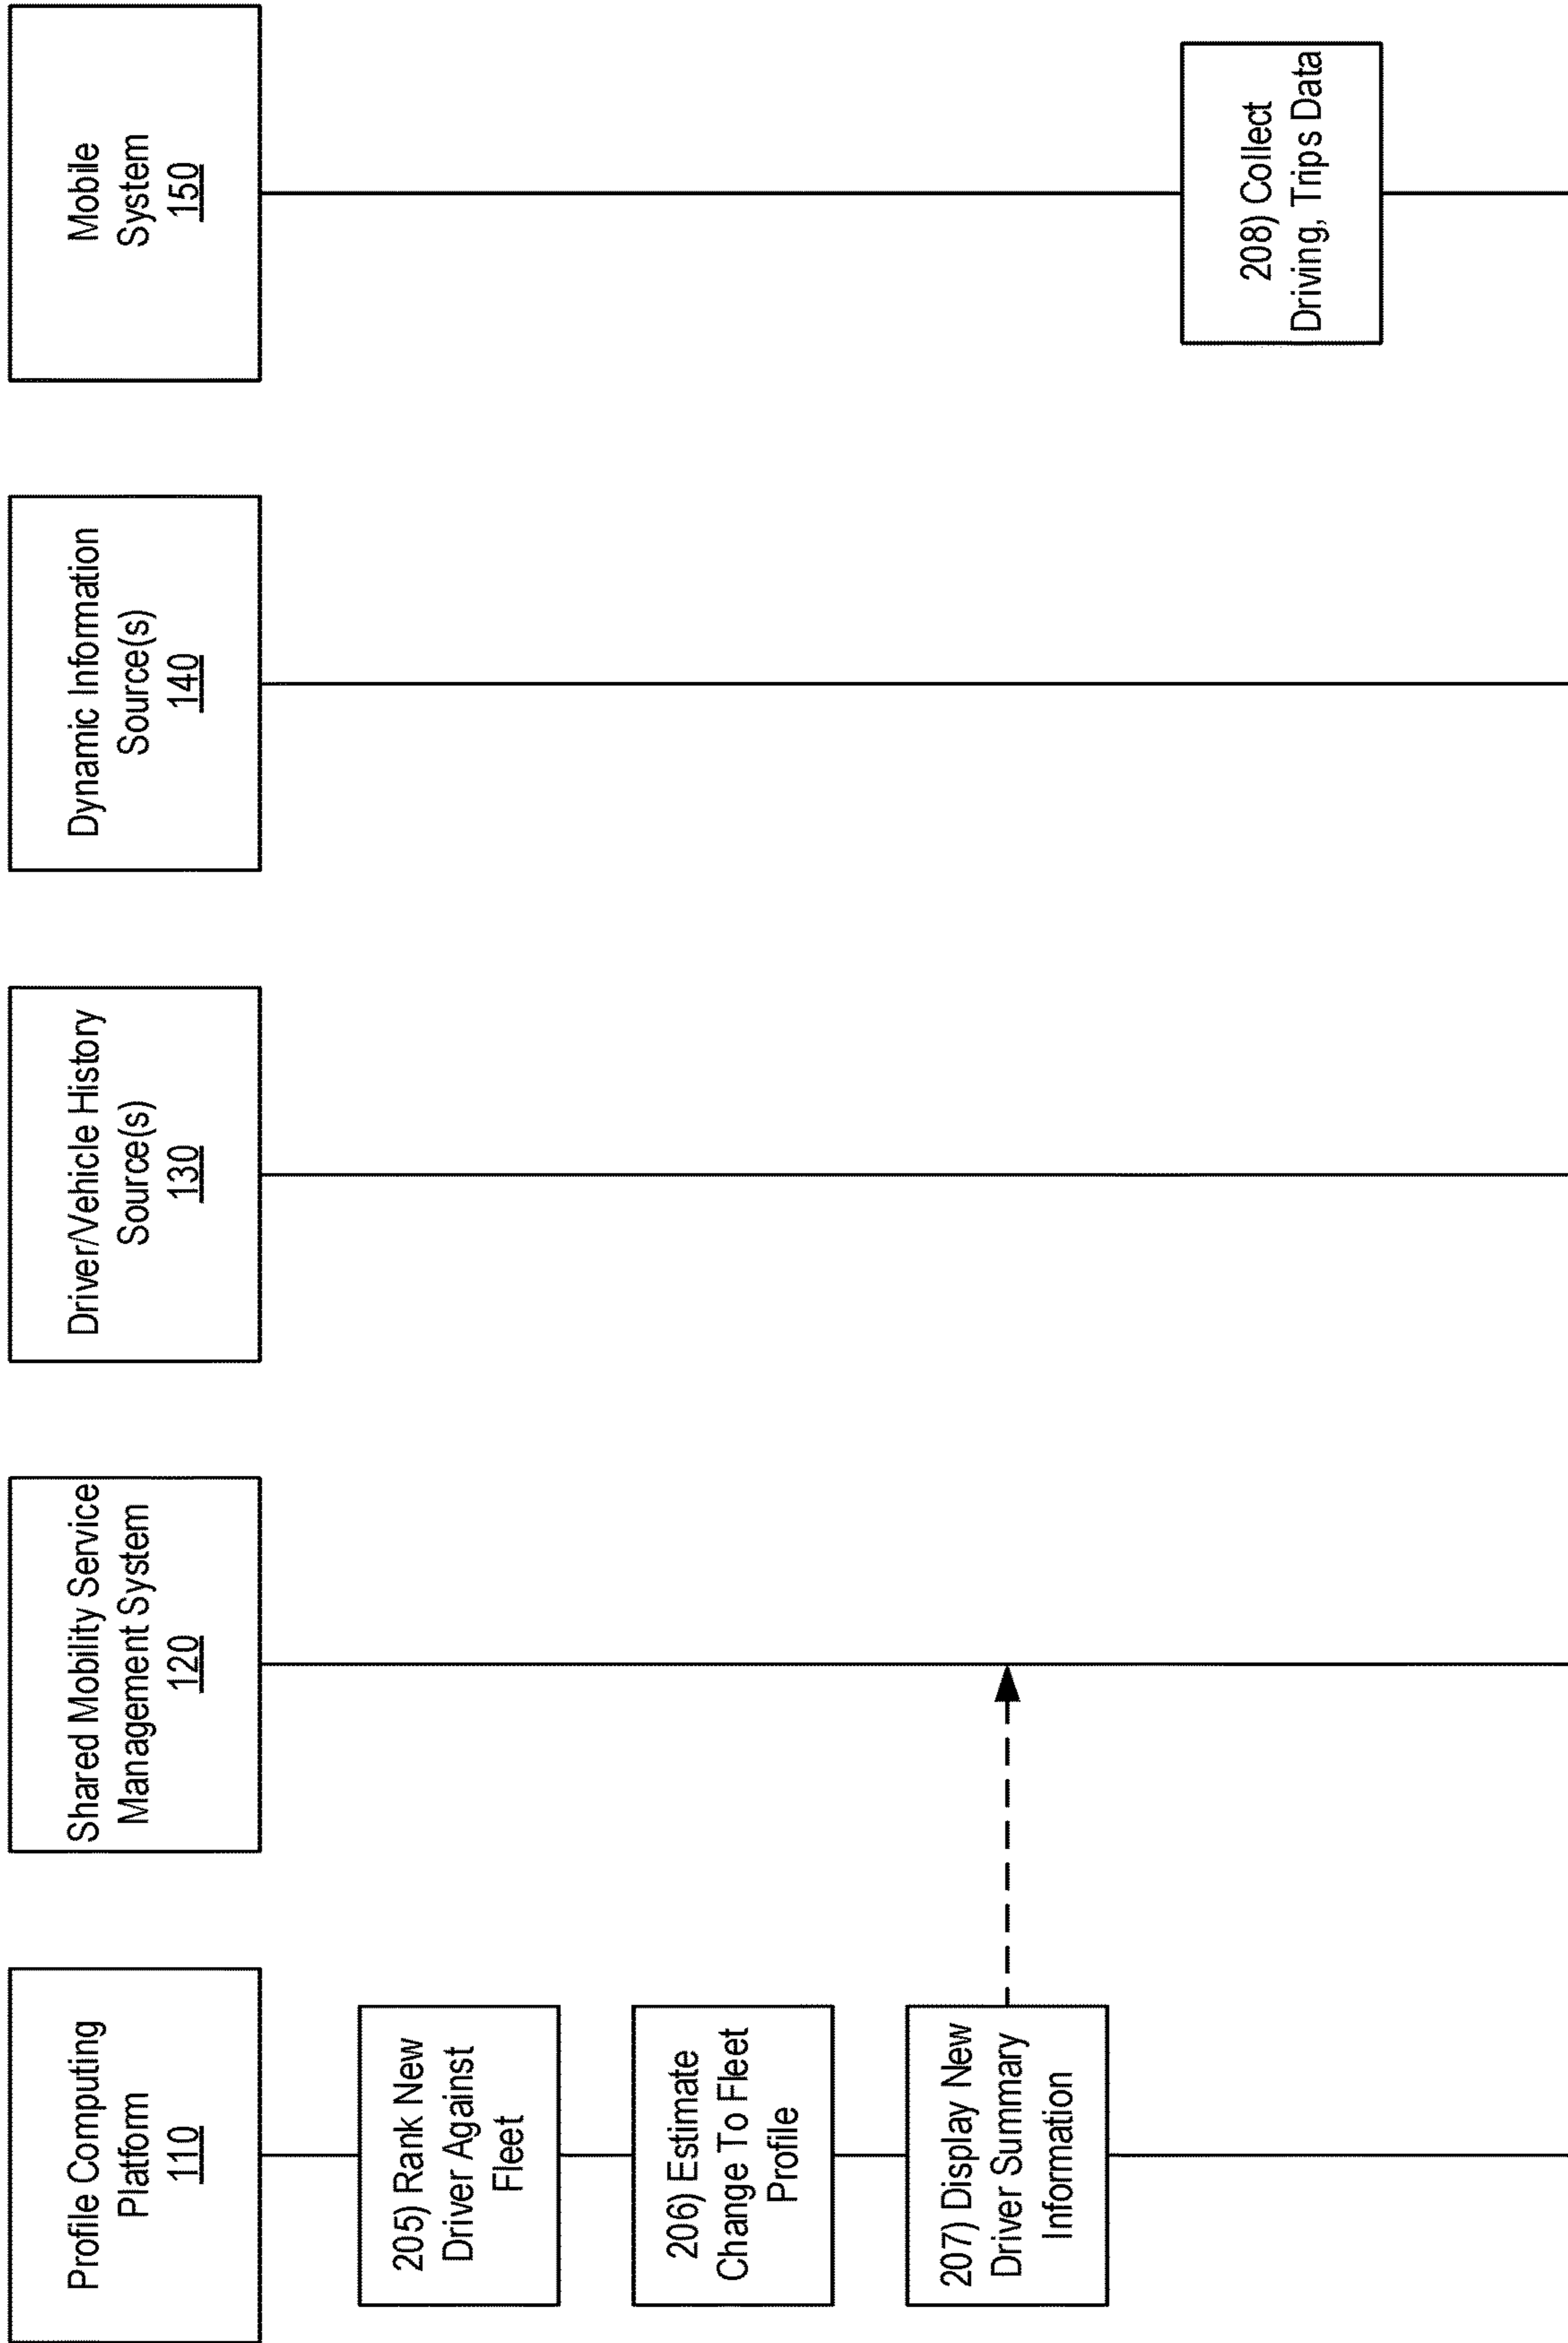 Profile Computing
Platform
110
Shared Mobility Service
Management System
120
Driver/Vehicle History
Source(s)
130
Dynamic Information
Source(s)
140
Mobile
System
150
205) Rank New
Driver Against
Fleet
206) Estimate
Change To Fleet
Profile
207) Display New
Driver Summary
Information
208) Collect
Driving, Trips Data